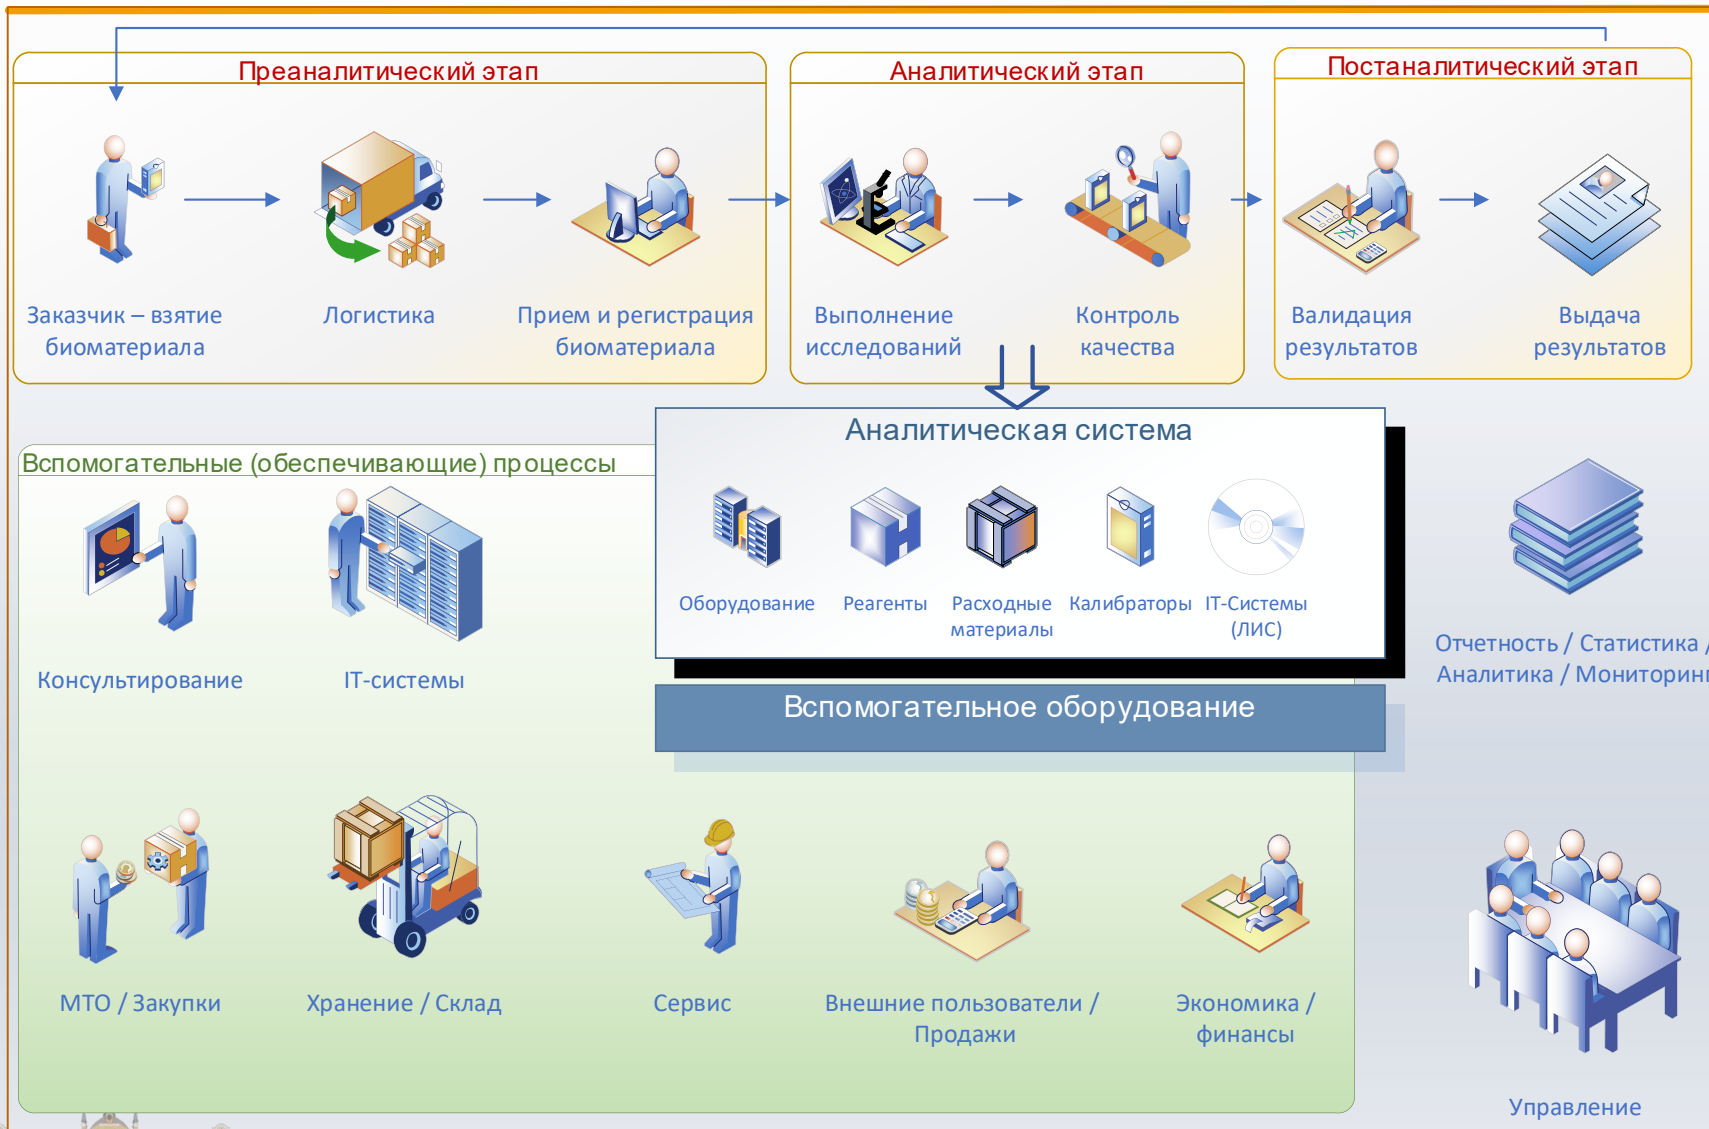 Преаналитический этап
Аналитический этап
Постаналитический этап
Заказчик – взятие
биоматериала
Логистика
Прием и регистрация
биоматериала
Выполнение
исследований
Контроль
качества
Валидация
результатов
Выдача
результатов
Аналитическая система
Оборудование
Реагенты
Расходные
материалы
Калибраторы
IT-Системы
(ЛИС)
Вспомогательное оборудование
Вспомогательные (обеспечивающие) процессы
Консультирование
IT-системы
Отчетность / Статистика /
Аналитика / Мониторинг
МТО / Закупки
Хранение / Склад
Сервис
Внешние пользователи /
Продажи
Экономика /
финансы
Управление